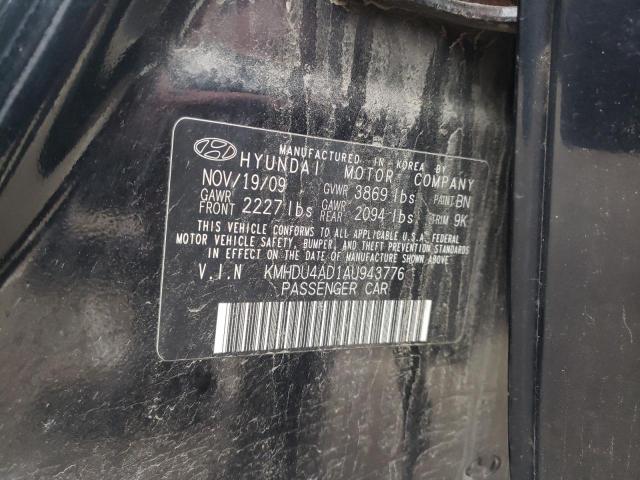 MANUFACTURED IN KOREA BY
HYUNDAI MOTOR COMPANY
NOV/19/09 GVWR 3869 lbs PAINT BN
GAWR FRONT 2227 lbs GAWR REAR 2094 lbs TRIM 9K
THIS VEHICLE CONFORMS TO ALL APPLICABLE U.S.A. FEDERAL
MOTOR VEHICLE SAFETY, BUMPER, AND THEFT PREVENTION STANDARDS
IN EFFECT ON THE DATE OF MANUFACTURE SHOWN ABOVE.
V.I.N KMHDU4AD1AU943776
PASSENGER CAR